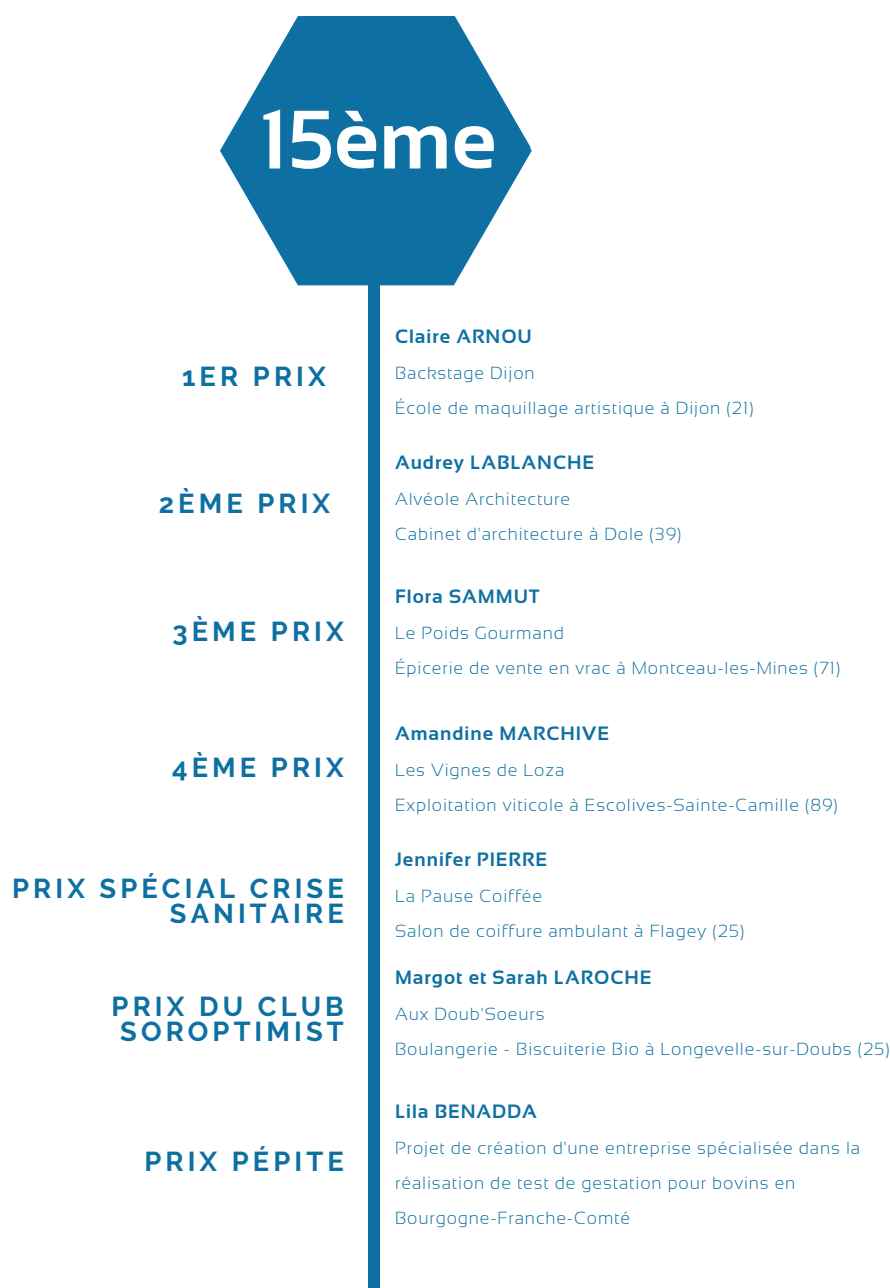 15ème
1ER PRIX
Claire ARNOU
Backstage Dijon
École de maquillage artistique à Dijon (21)
2ÈME PRIX
Audrey LABLANCHE
Alvéole Architecture
Cabinet d'architecture à Dole (39)
3ÈME PRIX
Flora SAMMUT
Le Poids Gourmand
Épicerie de vente en vrac à Montceau-les-Mines (71)
4ÈME PRIX
Amandine MARCHIVE
Les Vignes de Loza
Exploitation viticole à Escolives-Sainte-Camille (89)
PRIX SPÉCIAL CRISE
SANITAIRE
Jennifer PIERRE
La Pause Coiffée
Salon de coiffure ambulant à Flagey (25)
PRIX DU CLUB
SOROPTIMIST
Margot et Sarah LAROCHE
Aux Doub'Soeurs
Boulangerie - Biscuiterie Bio à Longevelle-sur-Doubs (25)
PRIX PÉPITE
Lila BENADDA
Projet de création d'une entreprise spécialisée dans la
réalisation de test de gestation pour bovins en
Bourgogne-Franche-Comté